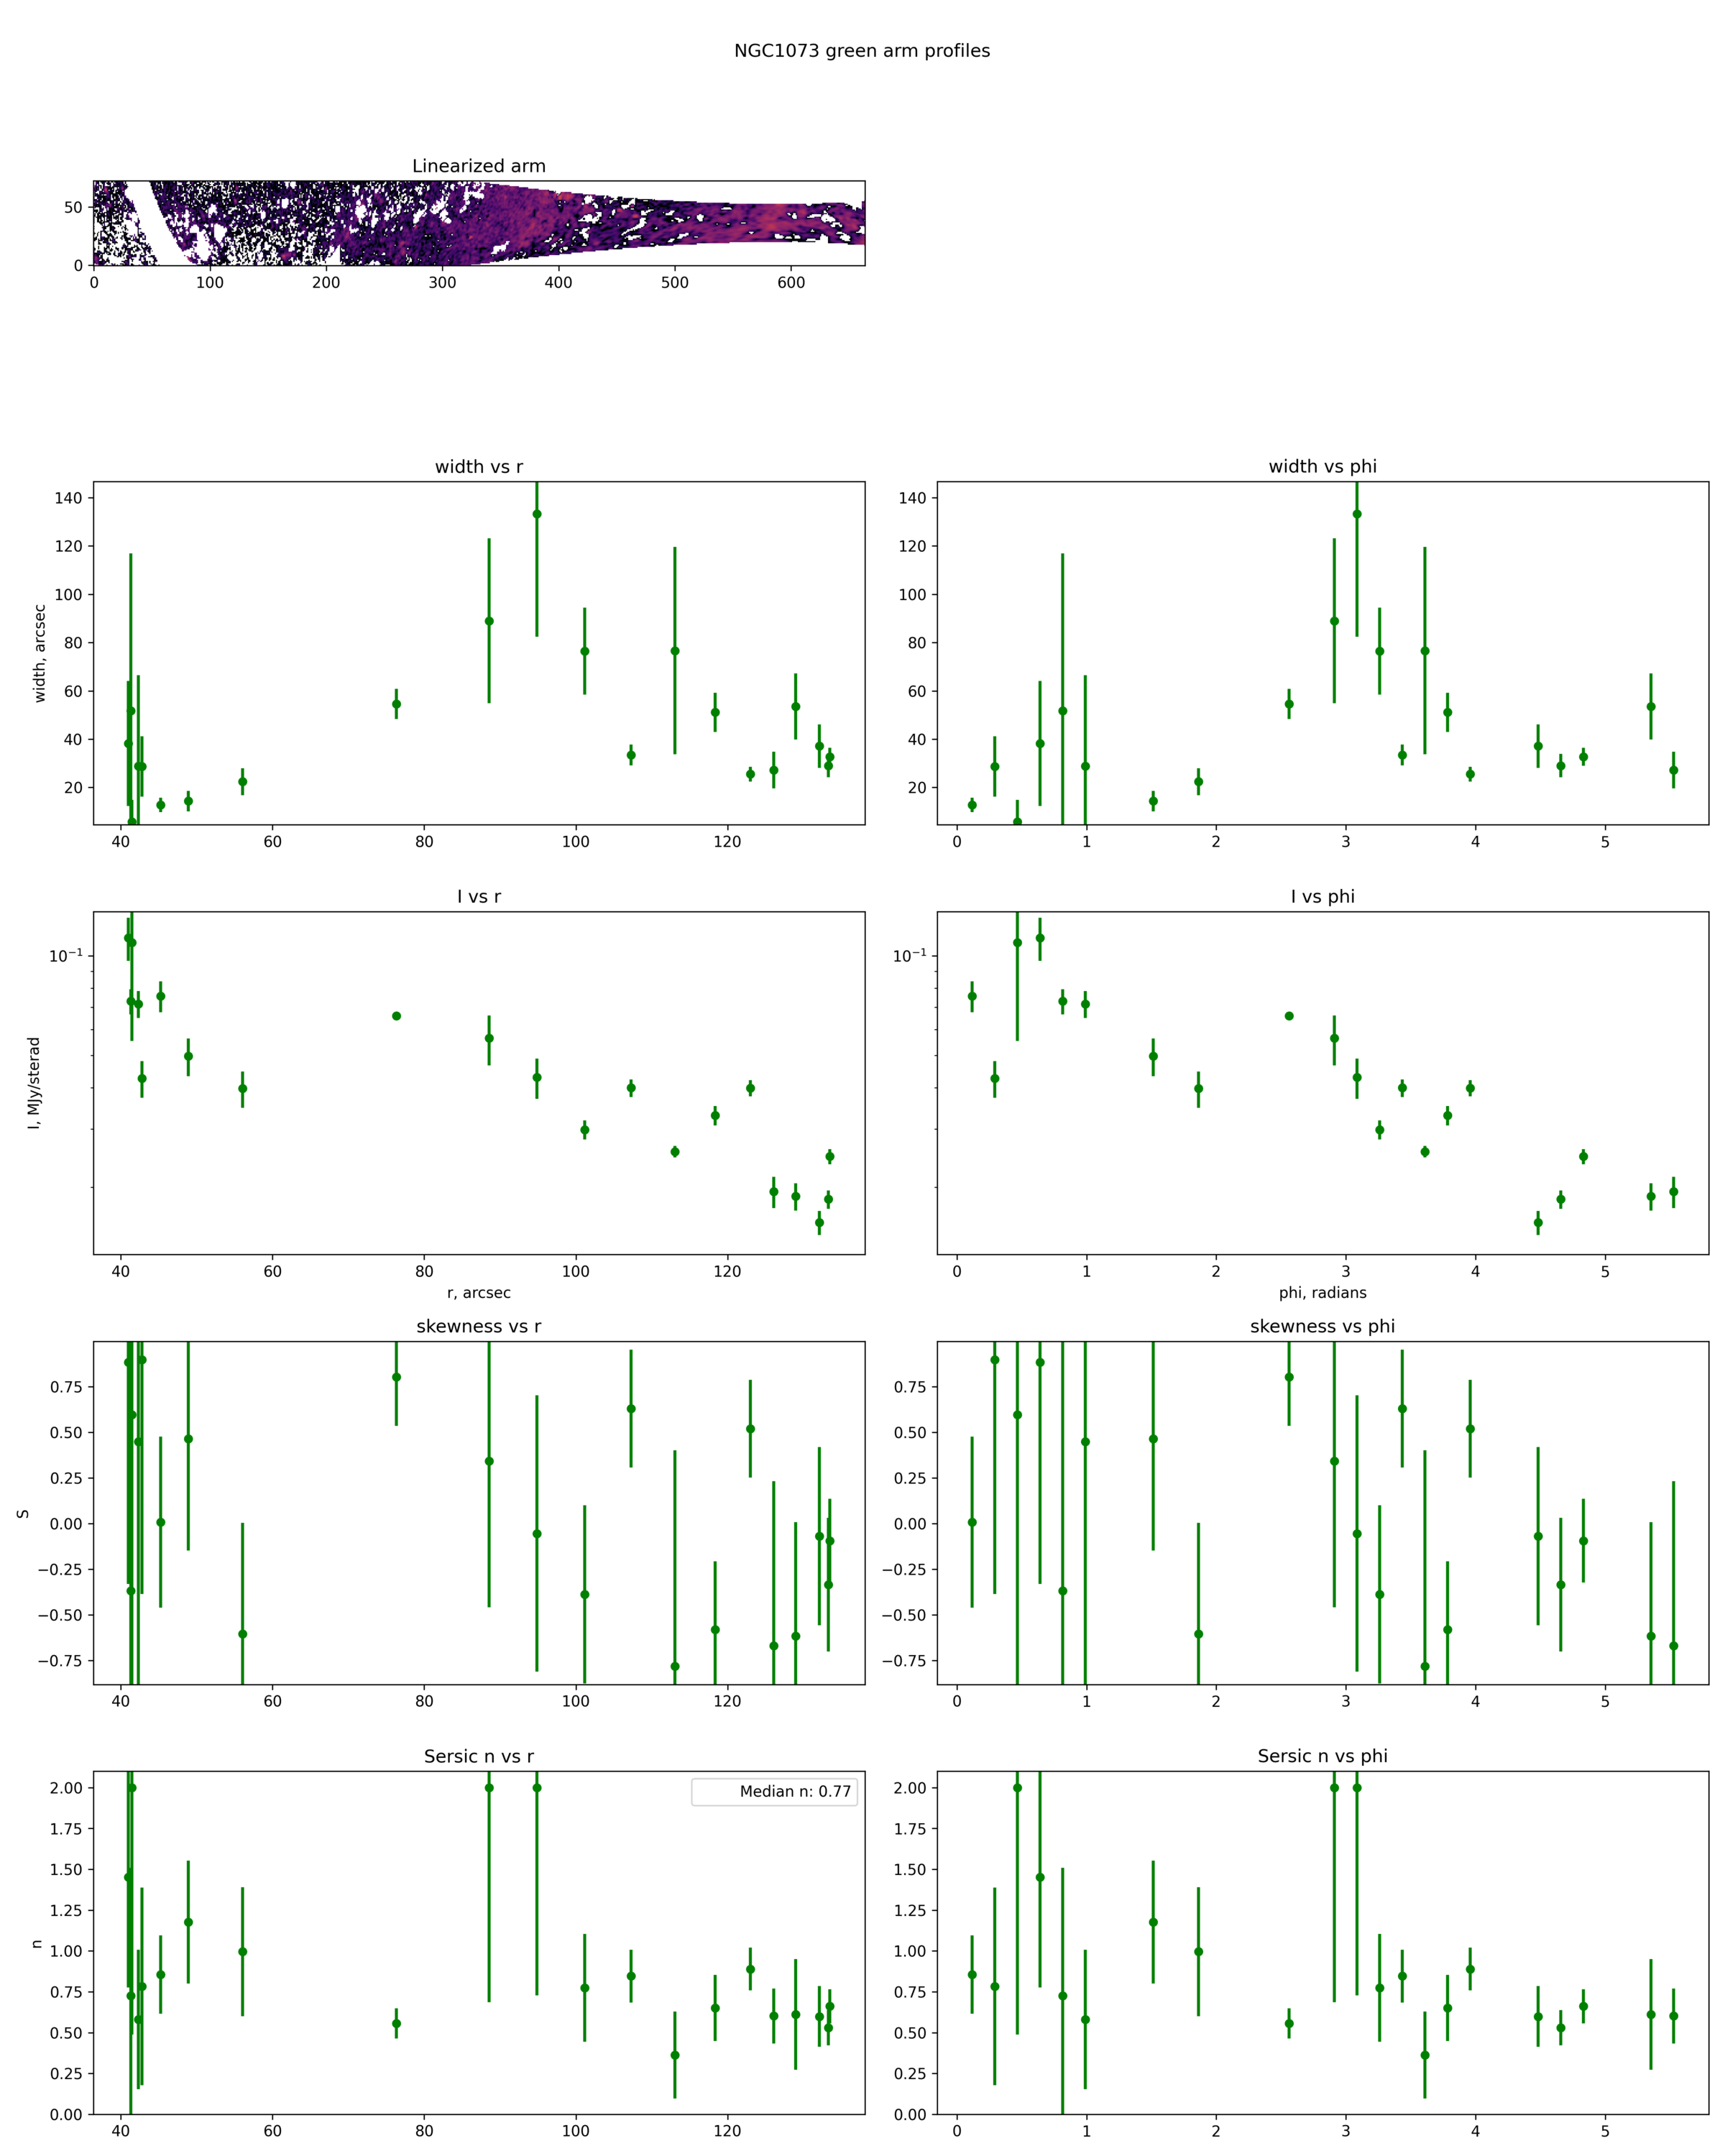 NGC1073 green arm profiles
Linearized arm
50
0
0 100 200 300 400 500 600
width vs r
width vs phi
width, arcsec
140
120
100
80
60
40
20
40 60 80 100 120
140
120
100
80
60
40
20
0 1 2 3 4 5
I vs r
I vs phi
I, MJy/sterad
10⁻¹
40 60 80 100 120
r, arcsec
10⁻¹
0 1 2 3 4 5
phi, radians
skewness vs r
skewness vs phi
S
0.75
0.50
0.25
0.00
−0.25
−0.50
−0.75
40 60 80 100 120
0.75
0.50
0.25
0.00
−0.25
−0.50
−0.75
0 1 2 3 4 5
Sersic n vs r
Sersic n vs phi
n
2.00
1.75
1.50
1.25
1.00
0.75
0.50
0.25
0.00
Median n: 0.77
40 60 80 100 120
2.00
1.75
1.50
1.25
1.00
0.75
0.50
0.25
0.00
0 1 2 3 4 5